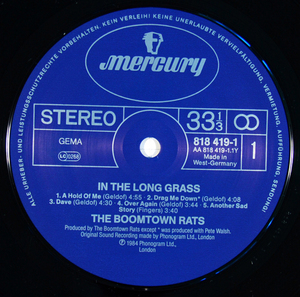 ALLE URHEBER- UND LEISTUNGSSCHUTZRECHTE VORBEHALTEN. KEIN VERLEIH! KEINE UNERLAUBTE VERVIELFÄLTIGUNG, VERMIETUNG, AUFFÜHRUNG, SENDUNG!
mercury
STEREO
33 1/3
GEMA
818 419-1
AA 818 419-1.1Y
Made in
West-Germany
1
IN THE LONG GRASS
1. A Hold Of Me (Geldof) 4:55 · 2. Drag Me Down* (Geldof) 4:08
3. Dave (Geldof) 4:30 · 4. Over Again (Geldof) · 5. Another Sad
Story (Fingers) 3:40
THE BOOMTOWN RATS
Produced by The Boomtown Rats except *was produced with Pete Walsh.
Original Sound Recording made by Phonogram Ltd.,
London
℗ 1984 Phonogram Ltd.,
London